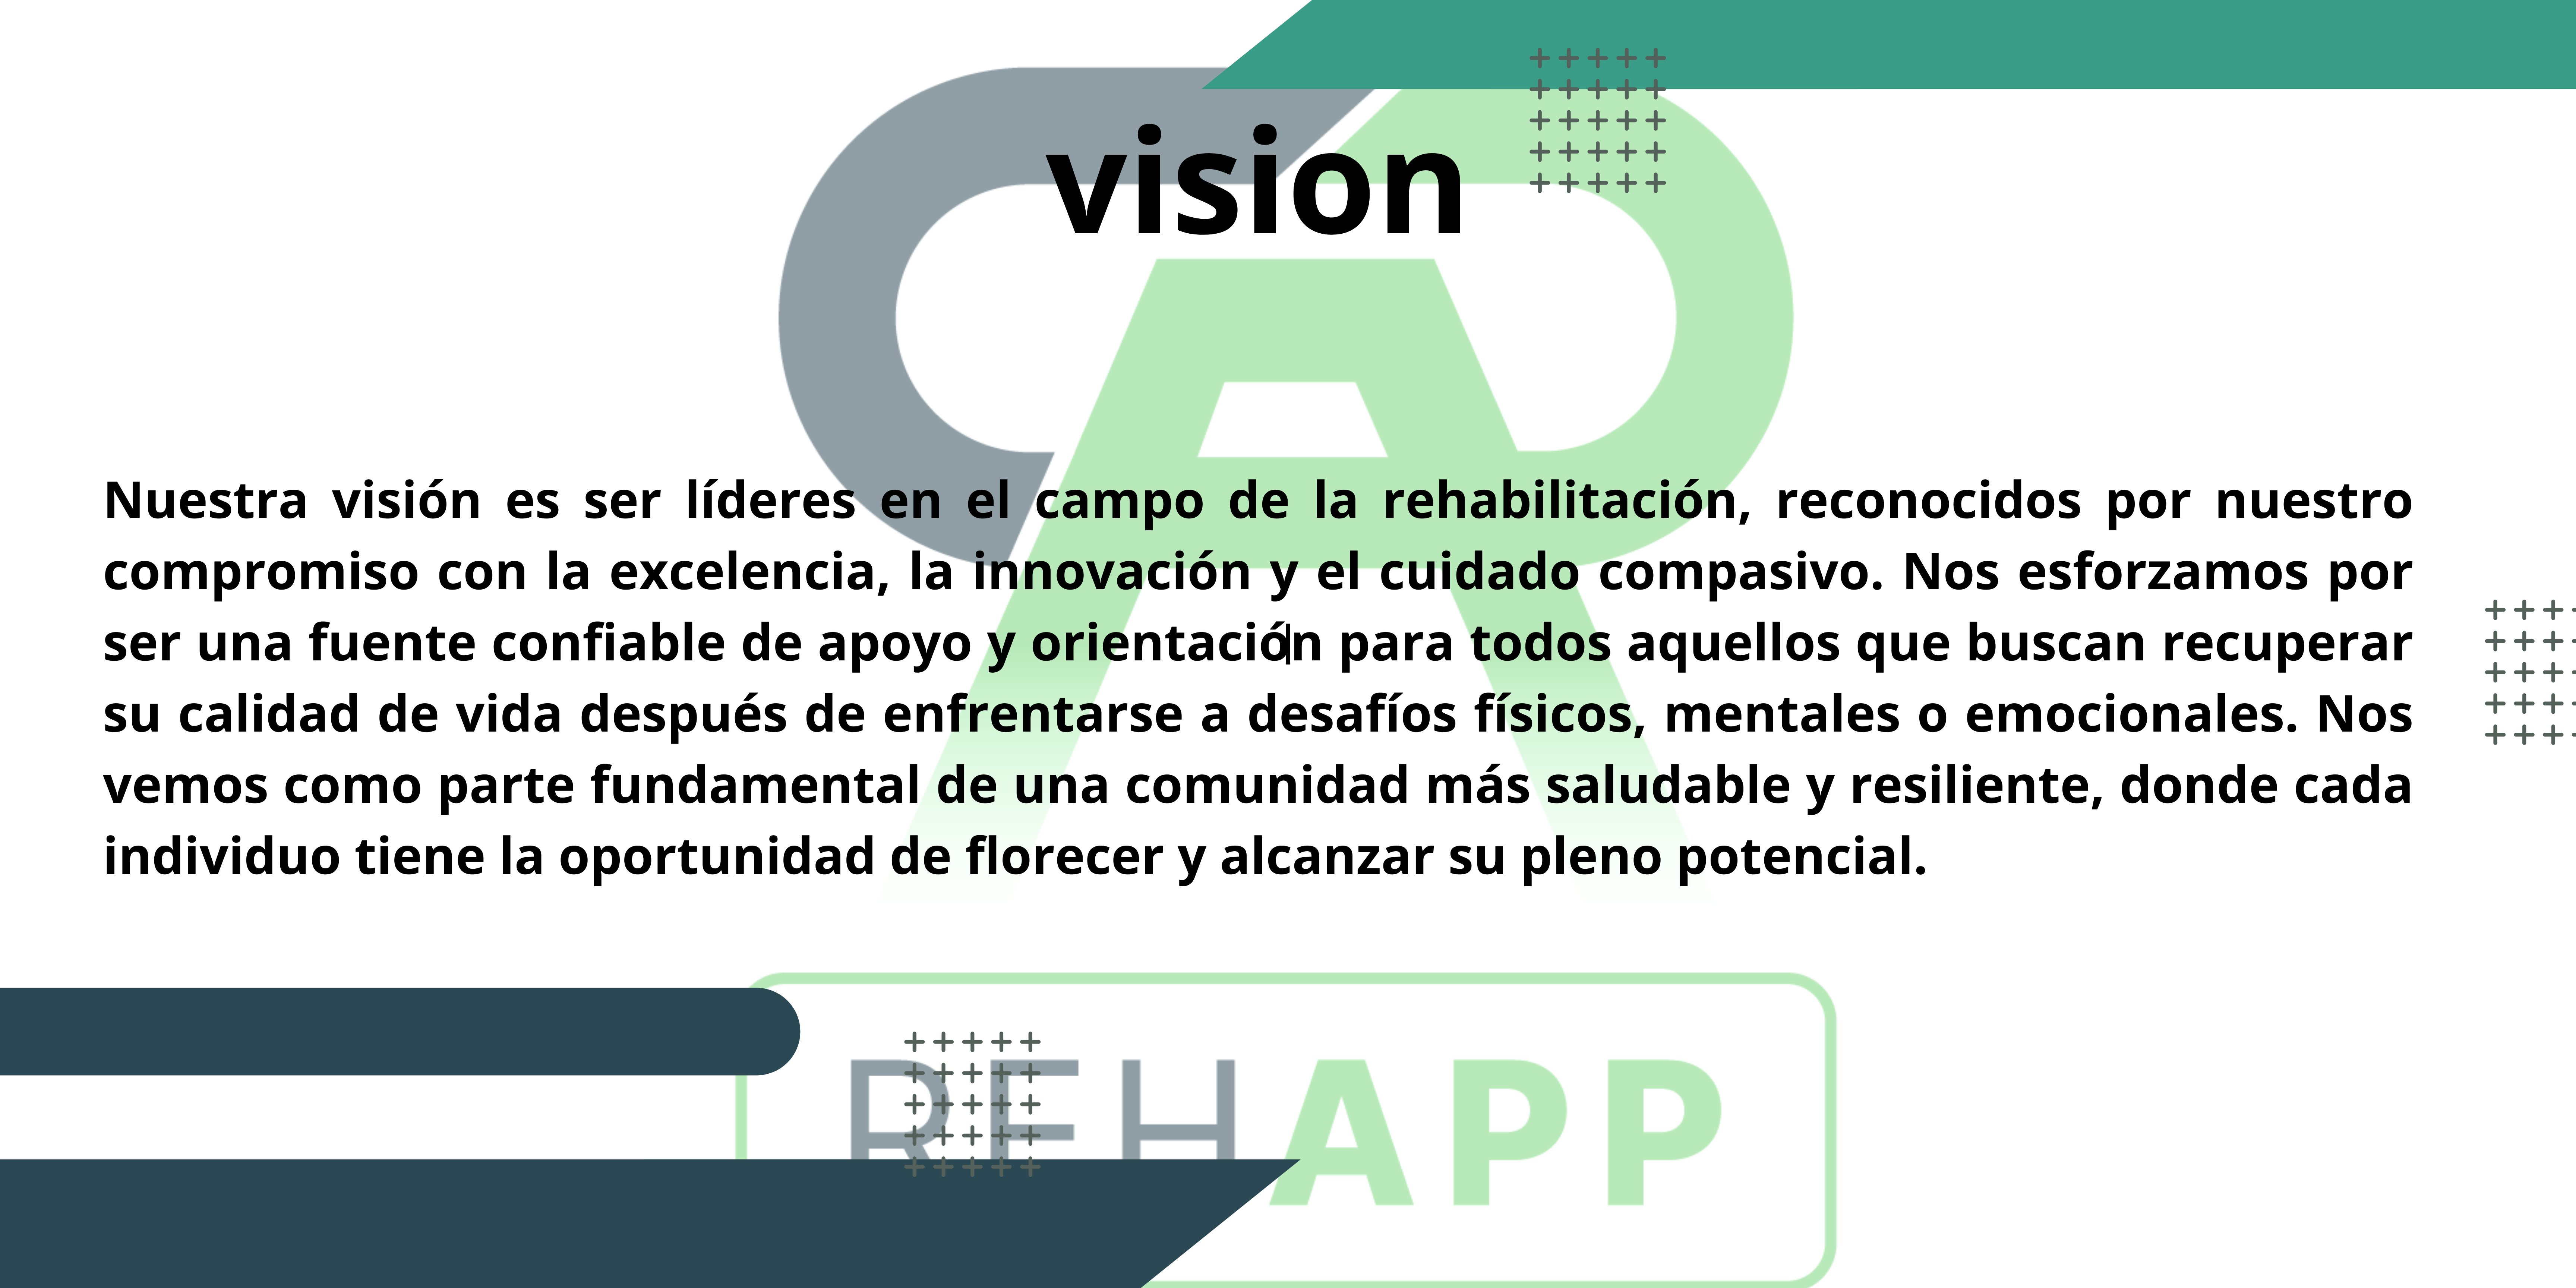 vision
Nuestra visión es ser líderes en el campo de la rehabilitación, reconocidos por nuestro
compromiso con la excelencia, la innovación y el cuidado compasivo. Nos esforzamos por
ser una fuente confiable de apoyo y orientación para todos aquellos que buscan recuperar
su calidad de vida después de enfrentarse a desafíos físicos, mentales o emocionales. Nos
vemos como parte fundamental de una comunidad más saludable y resiliente, donde cada
individuo tiene la oportunidad de florecer y alcanzar su pleno potencial.
REHAPP